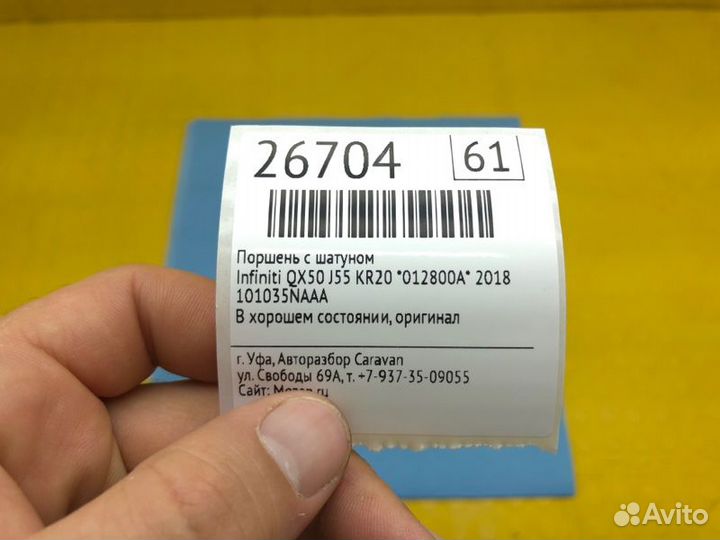 26704 61
Поршень с шатуном
Infiniti QX50 J55 KR20 *012800A* 2018
101035NAAA
В хорошем состоянии, оригинал
г. Уфа, Авторазбор Caravan
ул. Свободы 69А, т. +7-937-35-09055
Сайт:
Avito